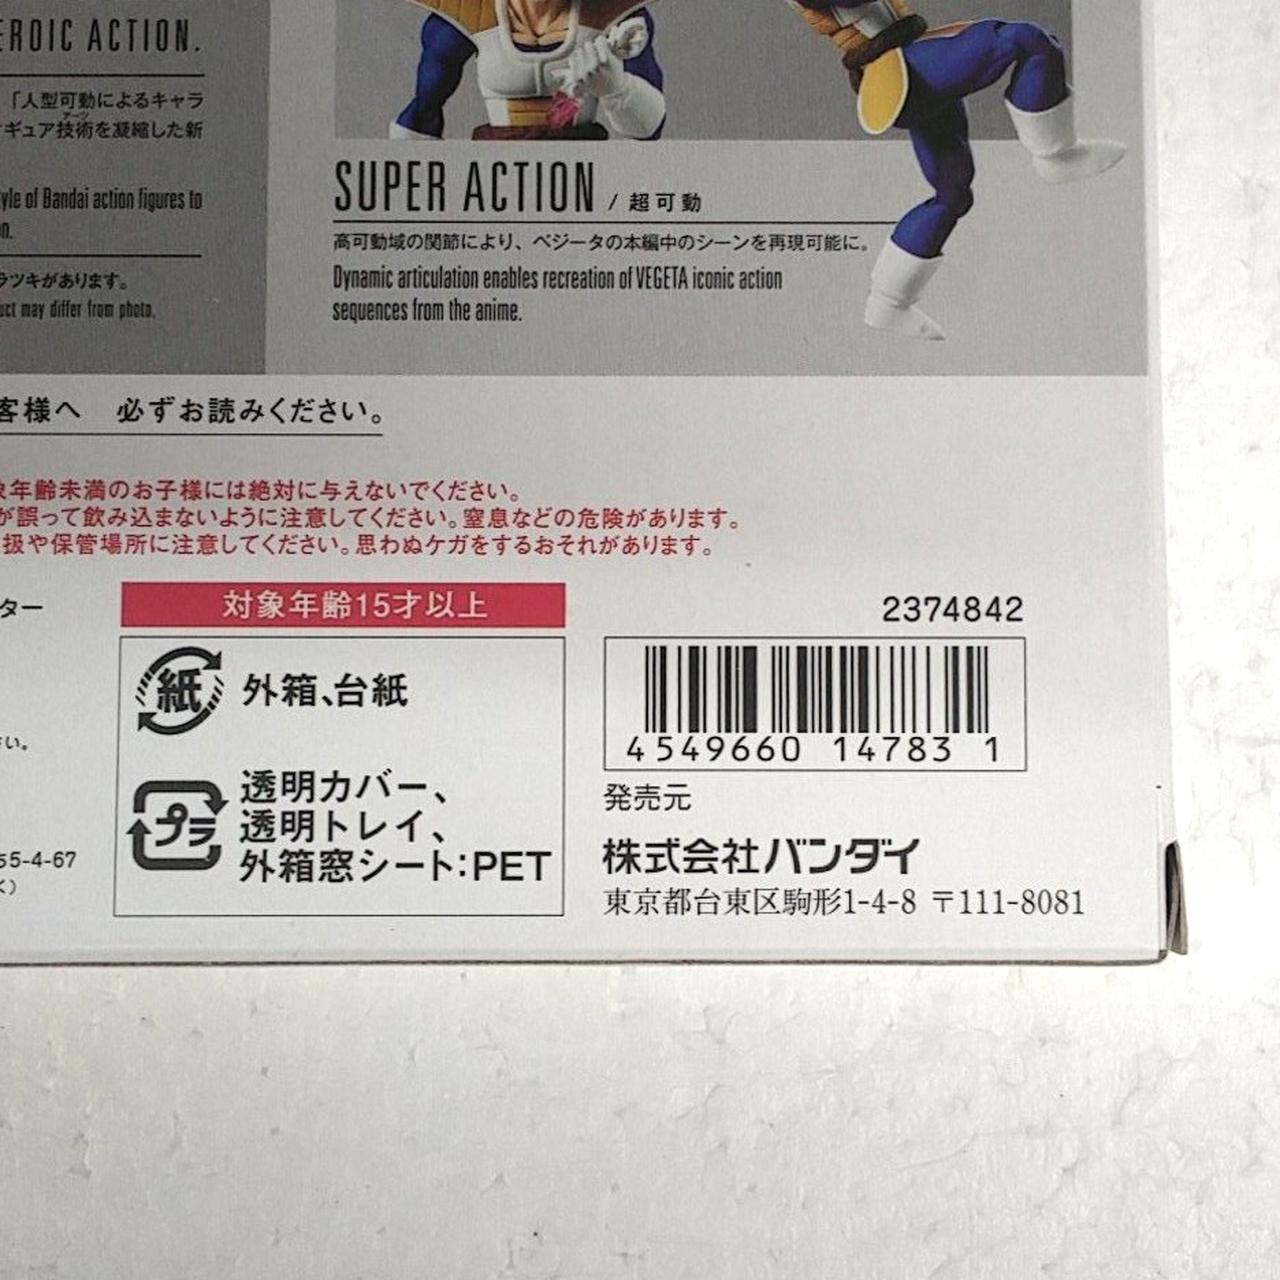 EROIC ACTION.
「人型可動によるキャラ
アーツ
ギュア技術を凝縮した新
yle of Bandai action figures to
n.
ラツキがあります。
uct may differ from photo.
SUPER ACTION / 超可動
高可動域の関節により、ベジータの本編中のシーンを再現可能に。
Dynamic articulation enables recreation of VEGETA iconic action
sequences from the anime.
客様へ 必ずお読みください。
象年齢未満のお子様には絶対に与えないでください。
が誤って飲み込まないように注意してください。窒息などの危険があります。
扱や保管場所に注意してください。思わぬケガをするおそれがあります。
ター
さい。
55-4-67
く）
対象年齢15才以上
紙 外箱、台紙
プラ 透明カバー、
透明トレイ、
外箱窓シート:PET
2374842
4 549660 147831
発売元
株式会社バンダイ
東京都台東区駒形1-4-8 〒111-8081